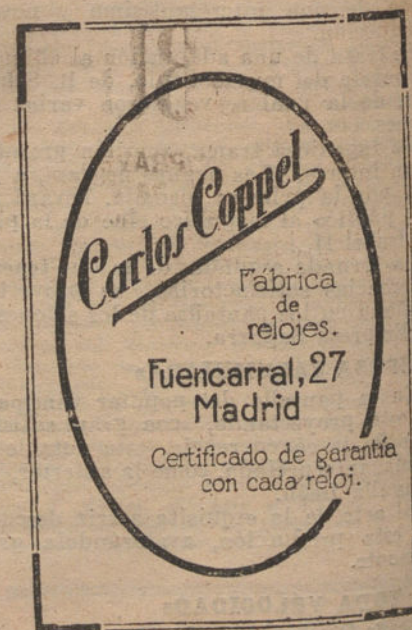 Carlos Coppel
Fábrica
de
relojes.
Fuencarral, 27
Madrid
Certificado de garantía
con cada reloj.